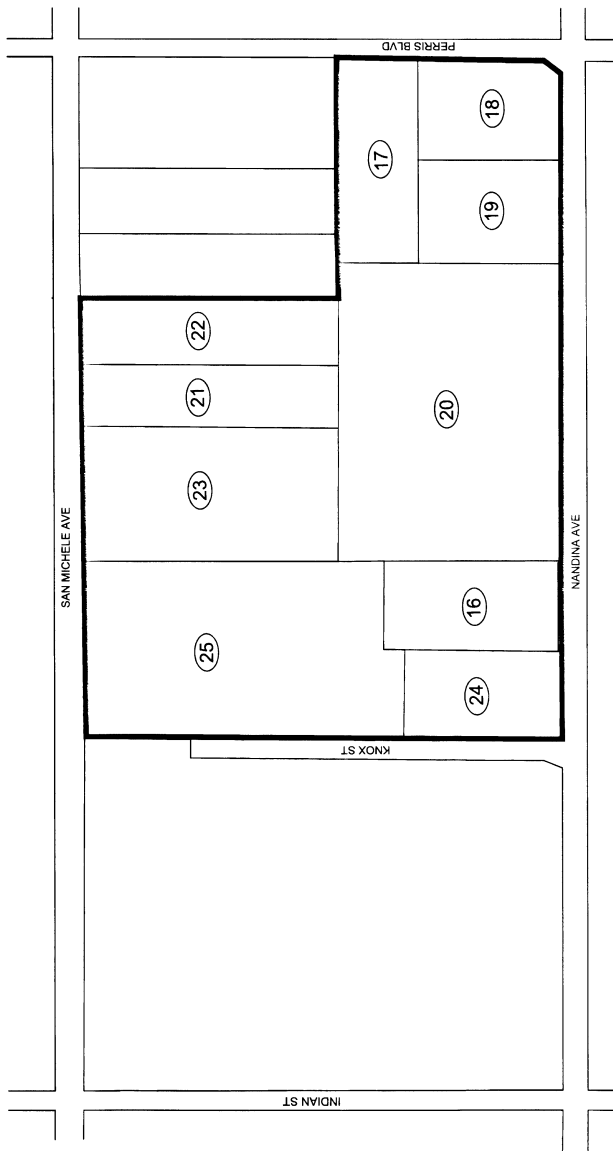 PERRIS BLVD
18
17
19
22
21
20
23
SAN MICHELE AVE
NANDINA AVE
16
25
24
KNOX ST
INDIAN ST